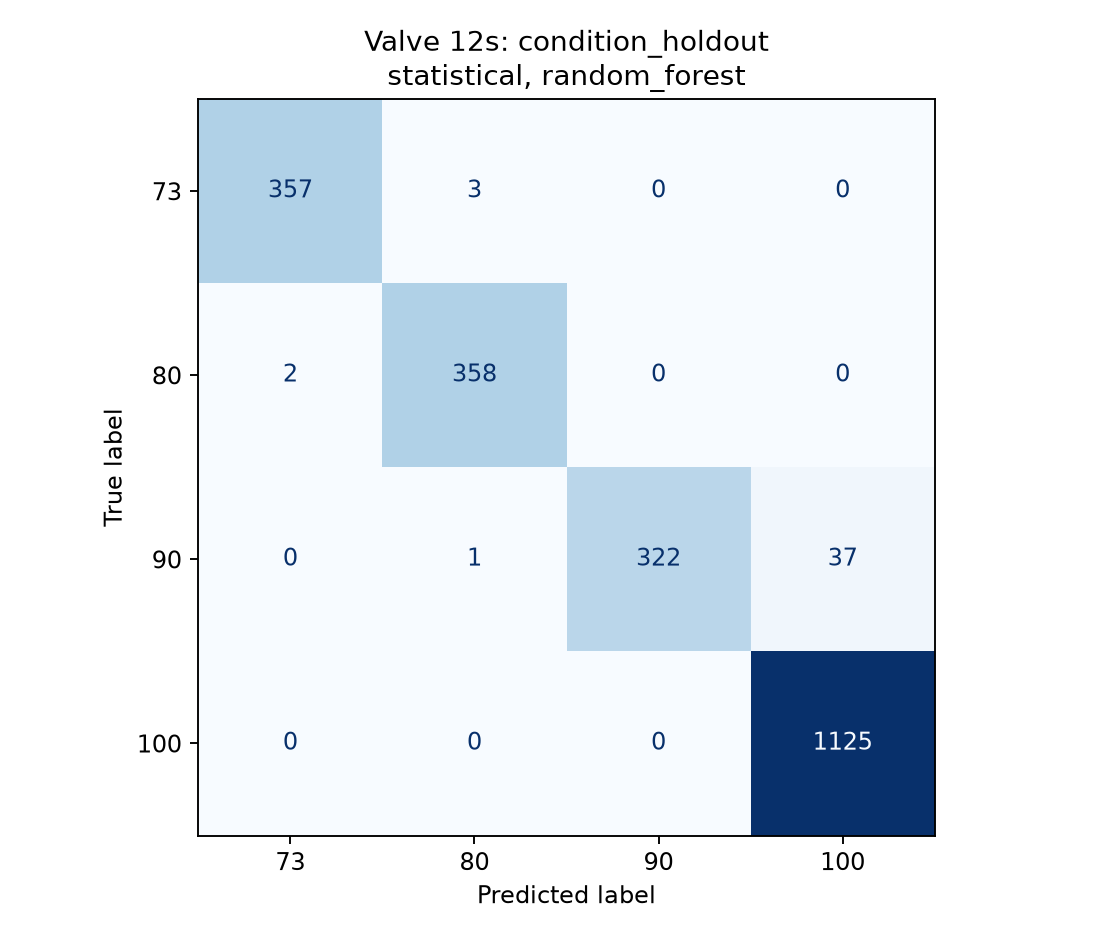 Valve 12s: condition_holdout
statistical, random_forest
73 357 3 0 0
80 2 358 0 0
90 0 1 322 37
100 0 0 0 1125
True label
73 80 90 100
Predicted label